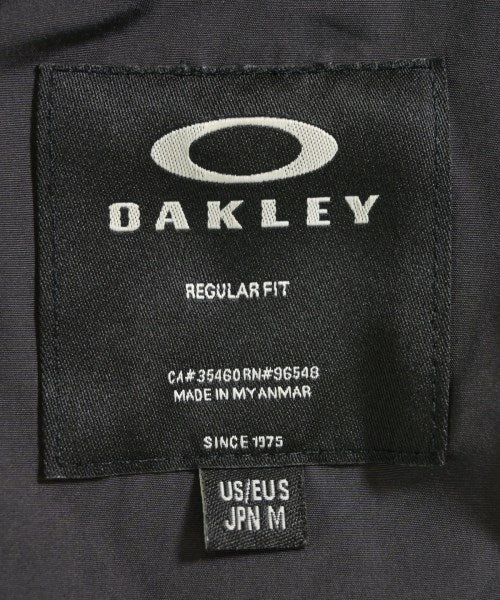 OAKLEY
REGULAR FIT
CA#35460 RN#96548
MADE IN MYANMAR
SINCE 1975
US/EU S
JPN M